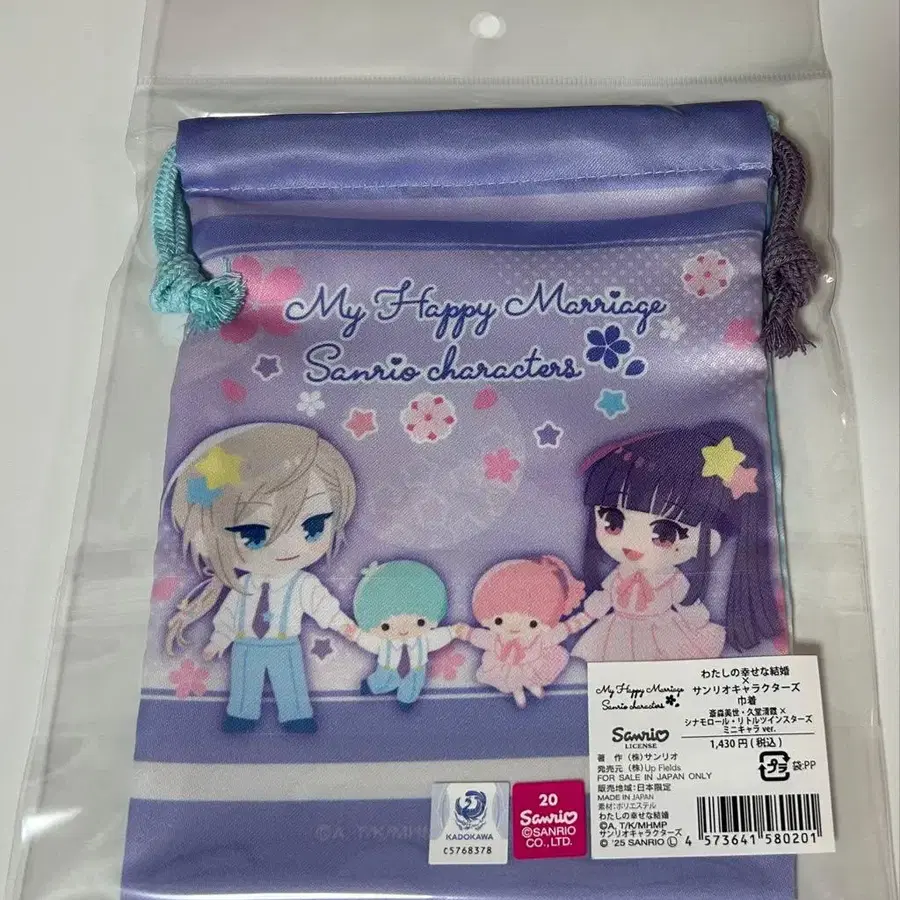 My Happy Marriage
Sanrio characters
わたしの幸せな結婚
×
サンリオキャラクターズ
巾着
斎森美世・久堂清霞×
シナモロール・リトルツインスターズ
ミニキャラ ver.
1,430円(税込)
My Happy Marriage
Sanrio characters
Sanrio
LICENSE
著 作 (株)サンリオ
発売元 (株)Up Fields
FOR SALE IN JAPAN ONLY
販売地域:日本限定
MADE IN JAPAN
素材:ポリエステル
わたしの幸せな結婚
©A, T/K/MHMP
サンリオキャラクターズ
© '25 SANRIO Ⓛ
プラ
袋:PP
4 573641 580201
KADOKAWA
C5768378
20
Sanrio
©SANRIO
CO.,LTD.
©A, T/K/MHMP